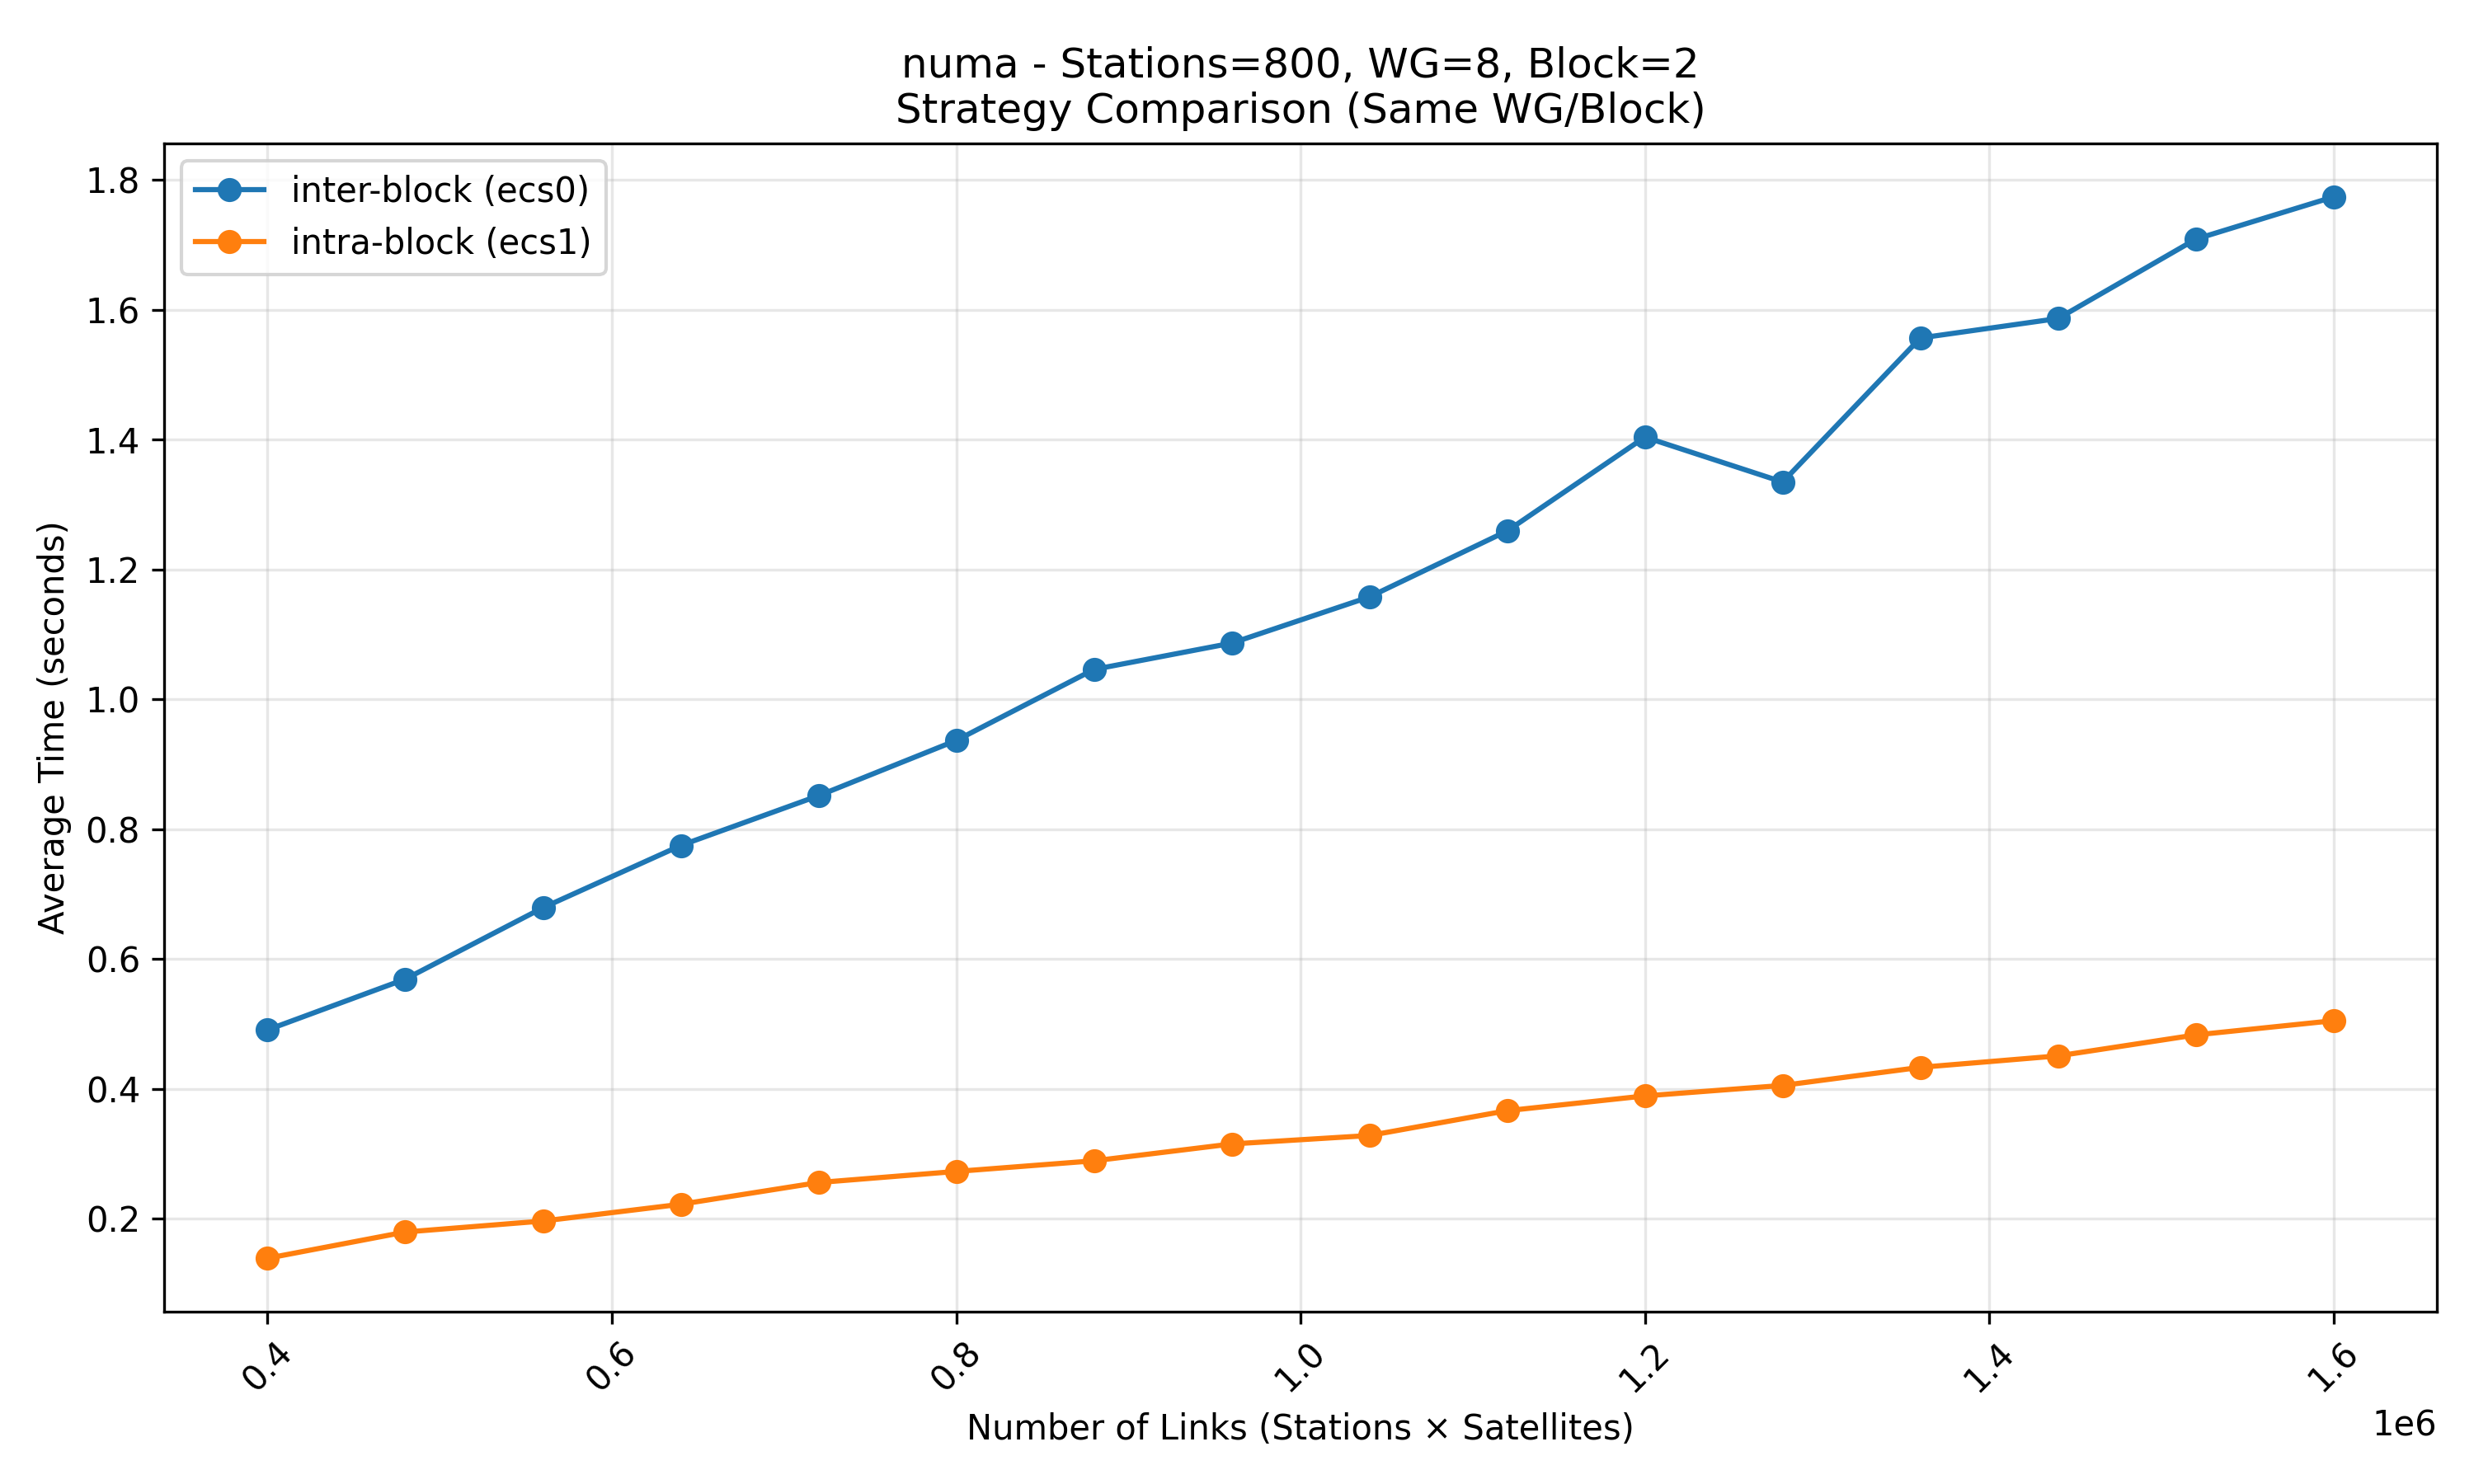 numa - Stations=800, WG=8, Block=2
Strategy Comparison (Same WG/Block)
inter-block (ecs0)
intra-block (ecs1)
Average Time (seconds)
1.8
1.6
1.4
1.2
1.0
0.8
0.6
0.4
0.2
0.4
0.6
0.8
1.0
1.2
1.4
1.6
1e6
Number of Links (Stations × Satellites)